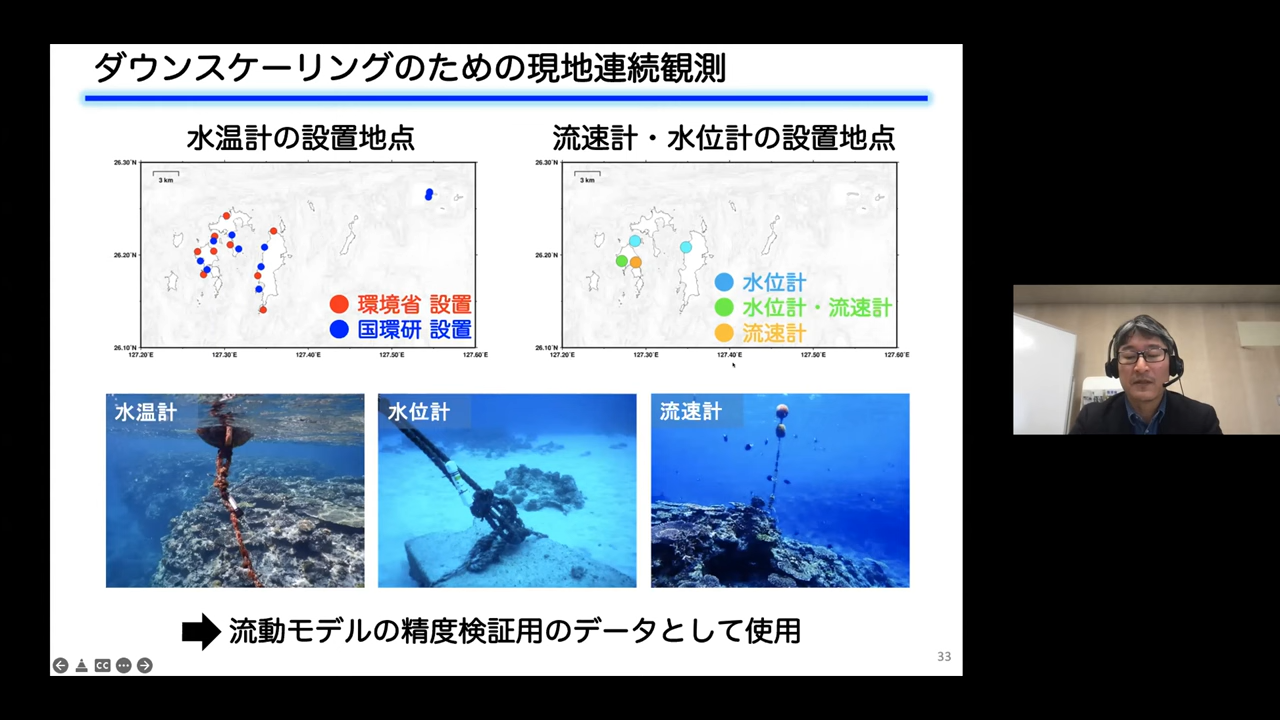 ダウンスケーリングのための現地連続観測
水温計の設置地点
流速計・水位計の設置地点
26.30˚N
3 km
26.20˚N
26.10˚N
127.20˚E
127.30˚E
127.40˚E
127.50˚E
127.60˚E
環境省 設置
国環研 設置
26.30˚N
3 km
26.20˚N
26.10˚N
127.20˚E
127.30˚E
127.40˚E
127.50˚E
127.60˚E
水位計
水位計・流速計
流速計
水温計
水位計
流速計
流動モデルの精度検証用のデータとして使用
33
CC